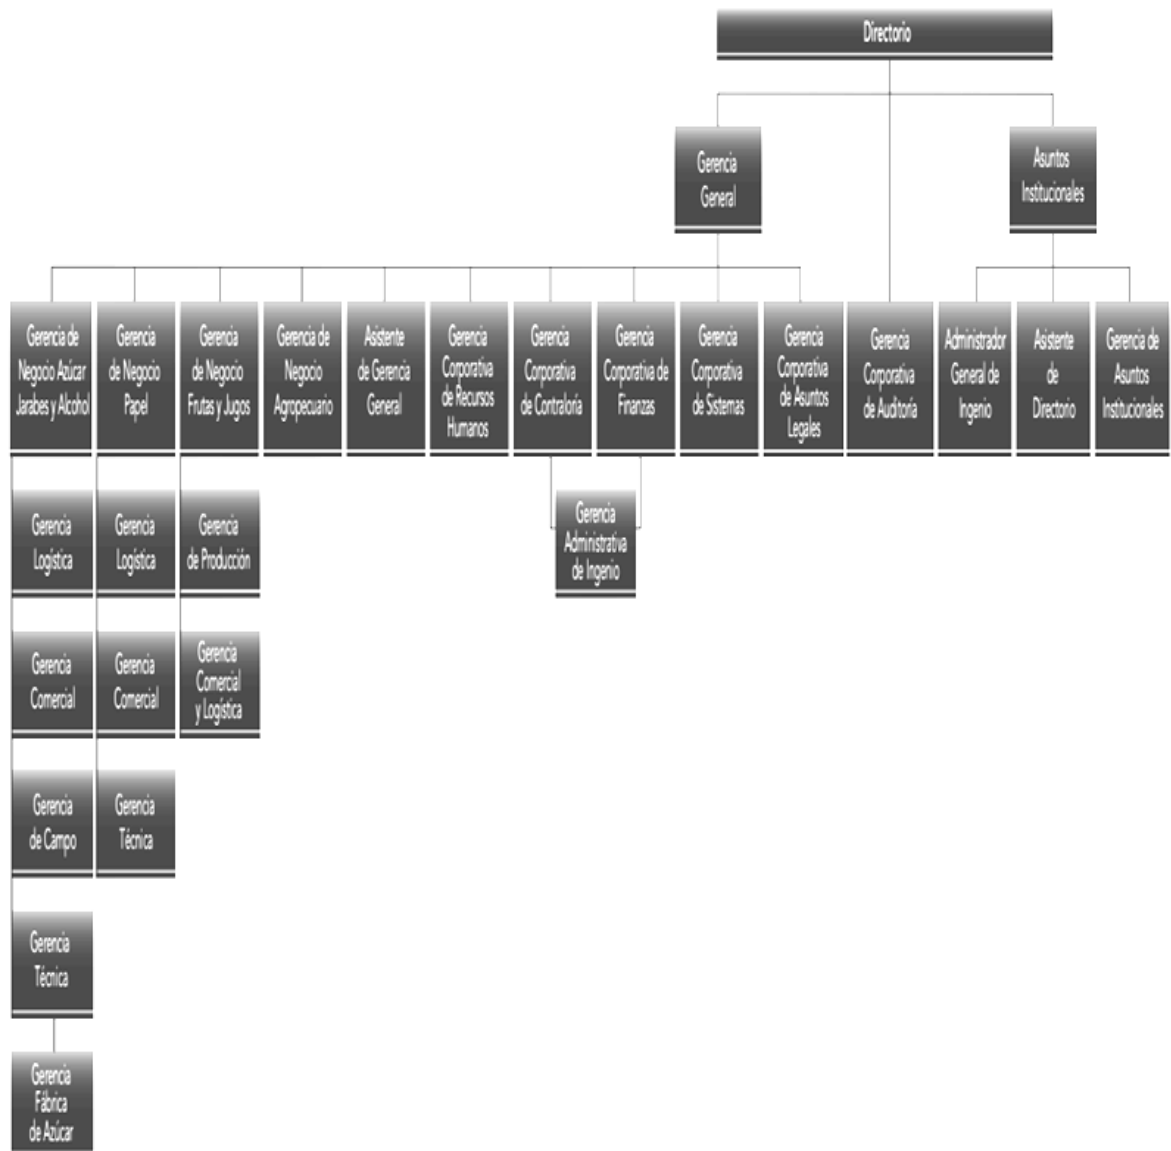 Directorio
Gerencia
General
Asuntos
Institucionales
Gerencia de
Negocio Azúcar
Jarabes y Alcohol
Gerencia
de Negocio
Papel
Gerencia
de Negocio
Frutas y Jugos
Gerencia de
Negocio
Agropecuario
Asistente
de Gerencia
General
Gerencia
Corporativa
de Recursos
Humanos
Gerencia
Corporativa
de Contraloría
Gerencia
Corporativa de
Finanzas
Gerencia
Corporativa
de Sistemas
Gerencia
Corporativa
de Asuntos
Legales
Gerencia
Corporativa
de Auditoría
Administrador
General de
Ingenio
Asistente
de
Directorio
Gerencia de
Asuntos
Institucionales
Gerencia
Logística
Gerencia
Logística
Gerencia
de Producción
Gerencia
Administrativa
de Ingenio
Gerencia
Comercial
Gerencia
Comercial
Gerencia
Comercial
y Logística
Gerencia
de Campo
Gerencia
Técnica
Gerencia
Técnica
Gerencia
Fábrica
de Azúcar